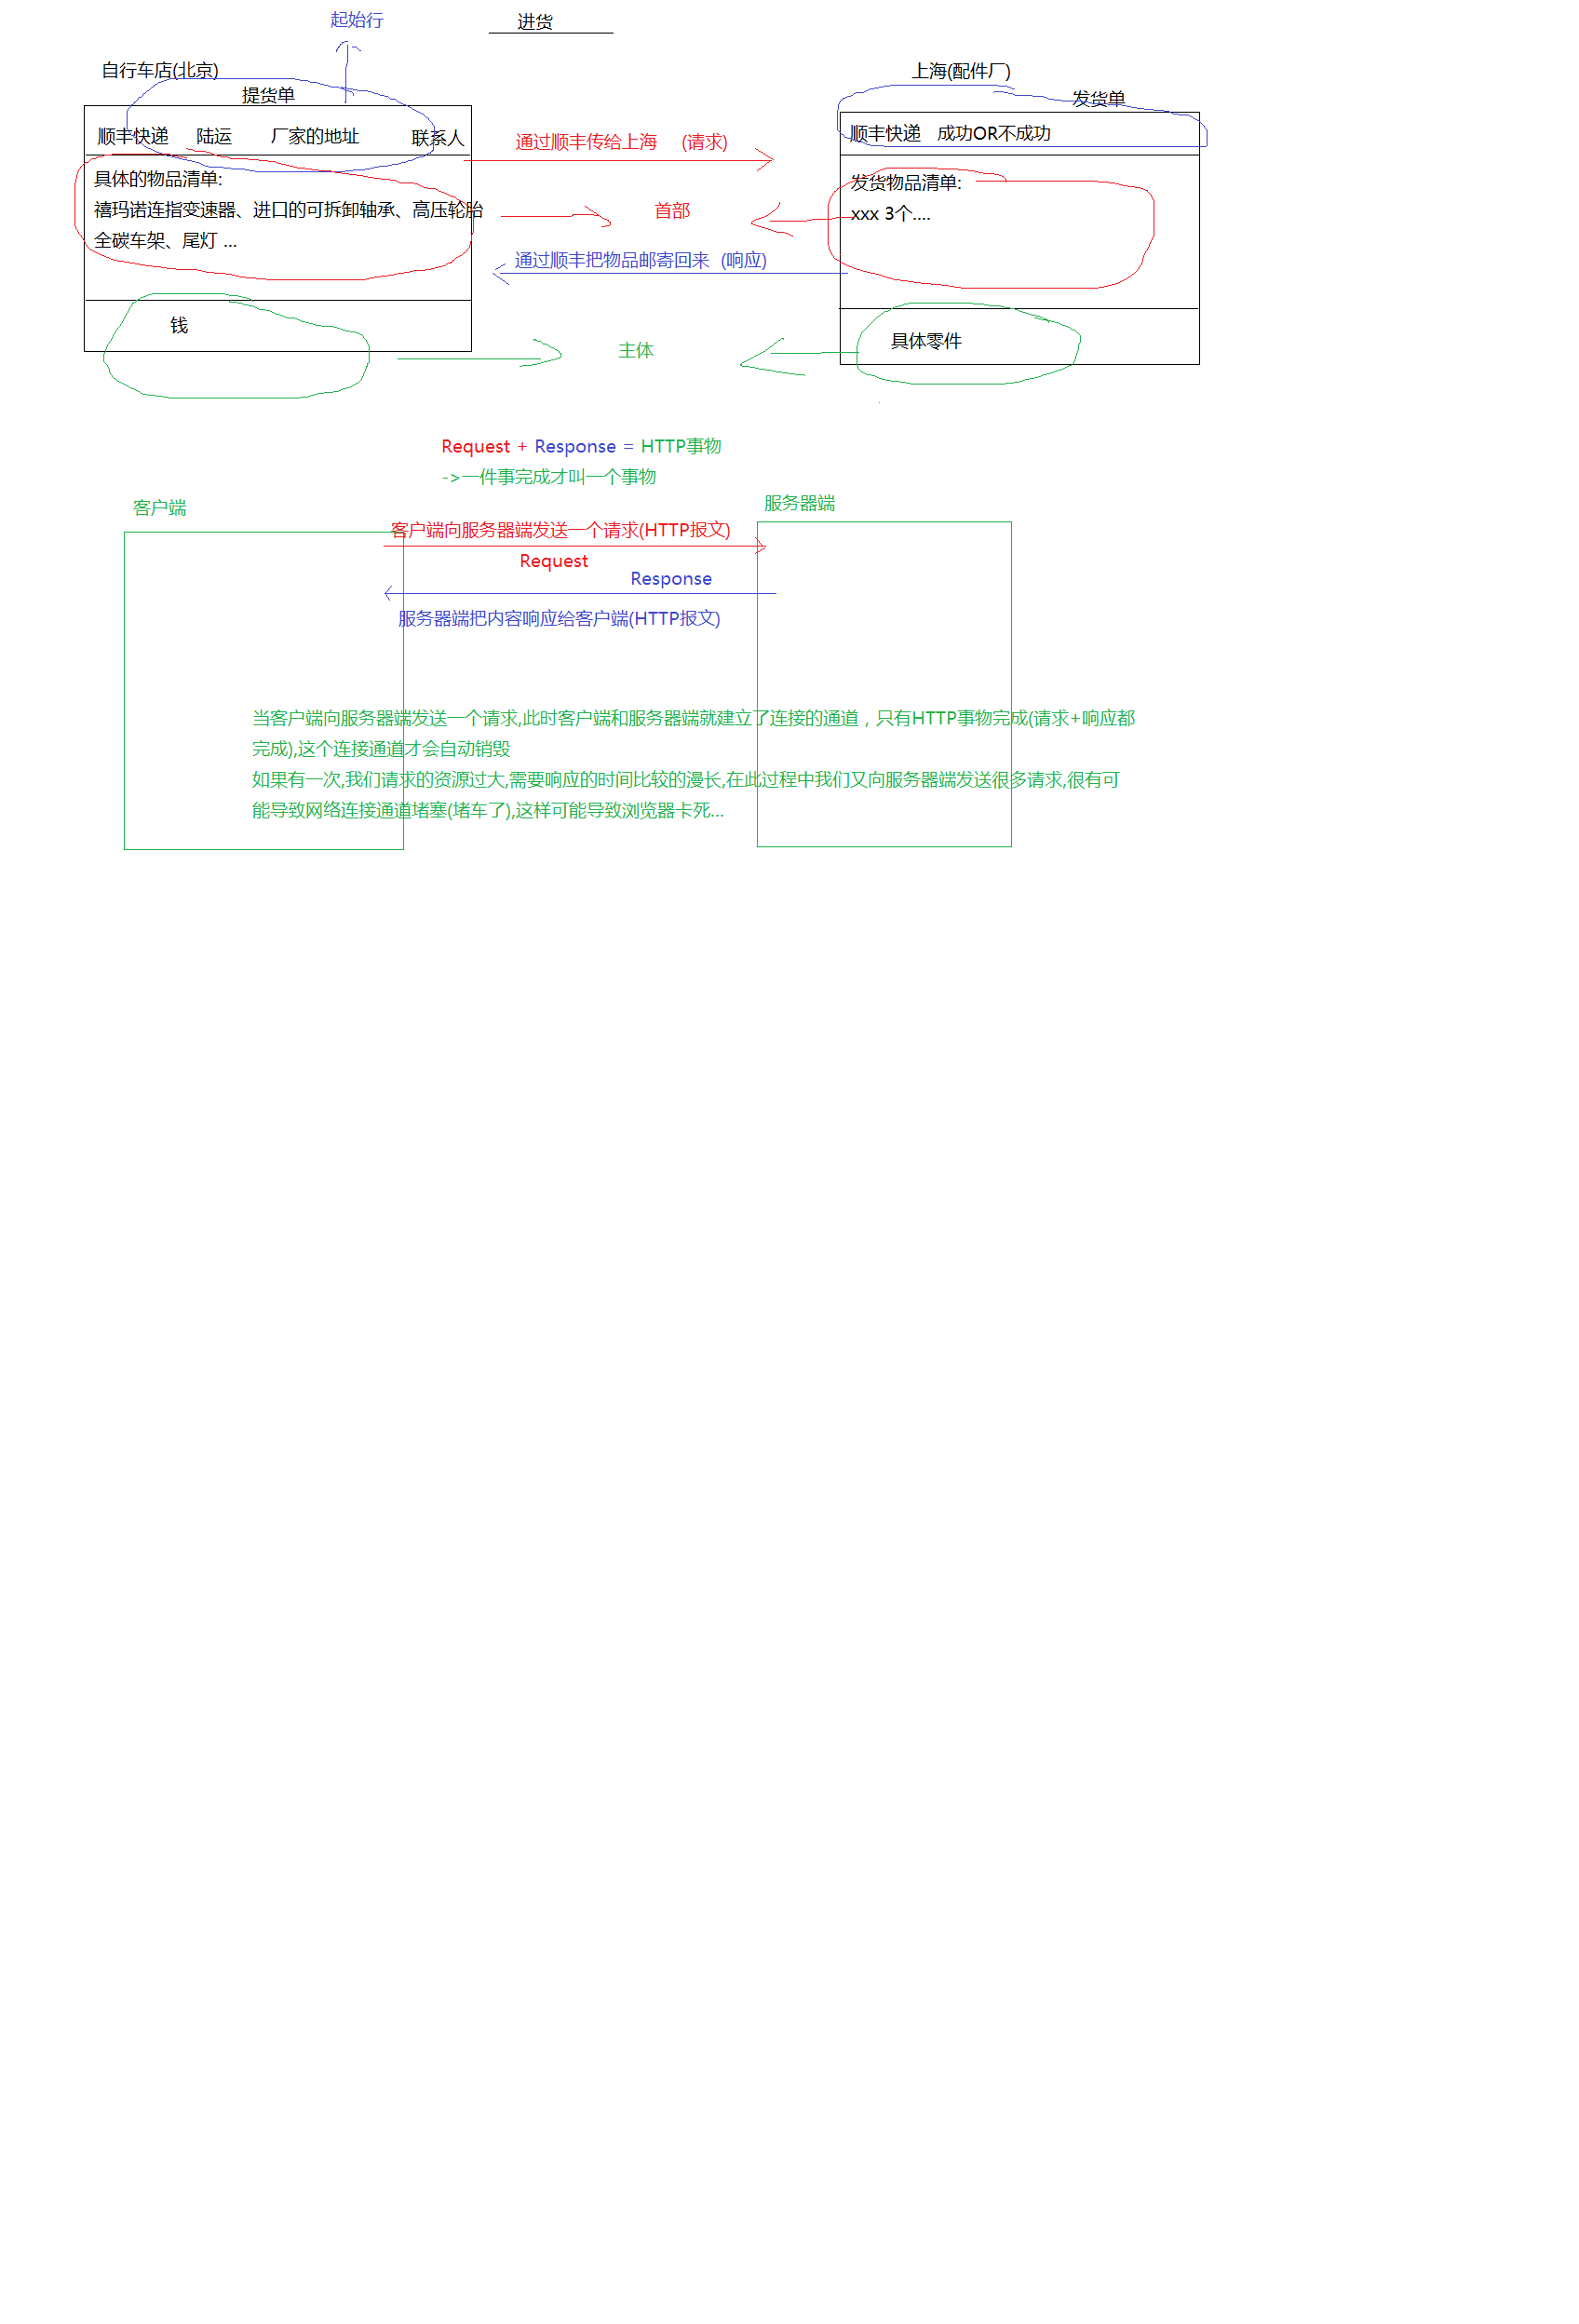 起始行
进货
自行车店(北京)
上海(配件厂)
提货单
发货单
顺丰快递 陆运 厂家的地址 联系人
通过顺丰传给上海 (请求)
顺丰快递 成功OR不成功
具体的物品清单:
禧玛诺连指变速器、进口的可拆卸轴承、高压轮胎
全碳车架、尾灯 ...
首部
发货物品清单:
xxx 3个....
通过顺丰把物品邮寄回来 (响应)
钱
主体
具体零件
Request + Response = HTTP事物
->一件事完成才叫一个事物
客户端
服务器端
客户端向服务器端发送一个请求(HTTP报文)
Request
Response
服务器端把内容响应给客户端(HTTP报文)
当客户端向服务器端发送一个请求,此时客户端和服务器端就建立了连接的通道，只有HTTP事物完成(请求+响应都
完成),这个连接通道才会自动销毁
如果有一次,我们请求的资源过大,需要响应的时间比较的漫长,在此过程中我们又向服务器端发送很多请求,很有可
能导致网络连接通道堵塞(堵车了),这样可能导致浏览器卡死...